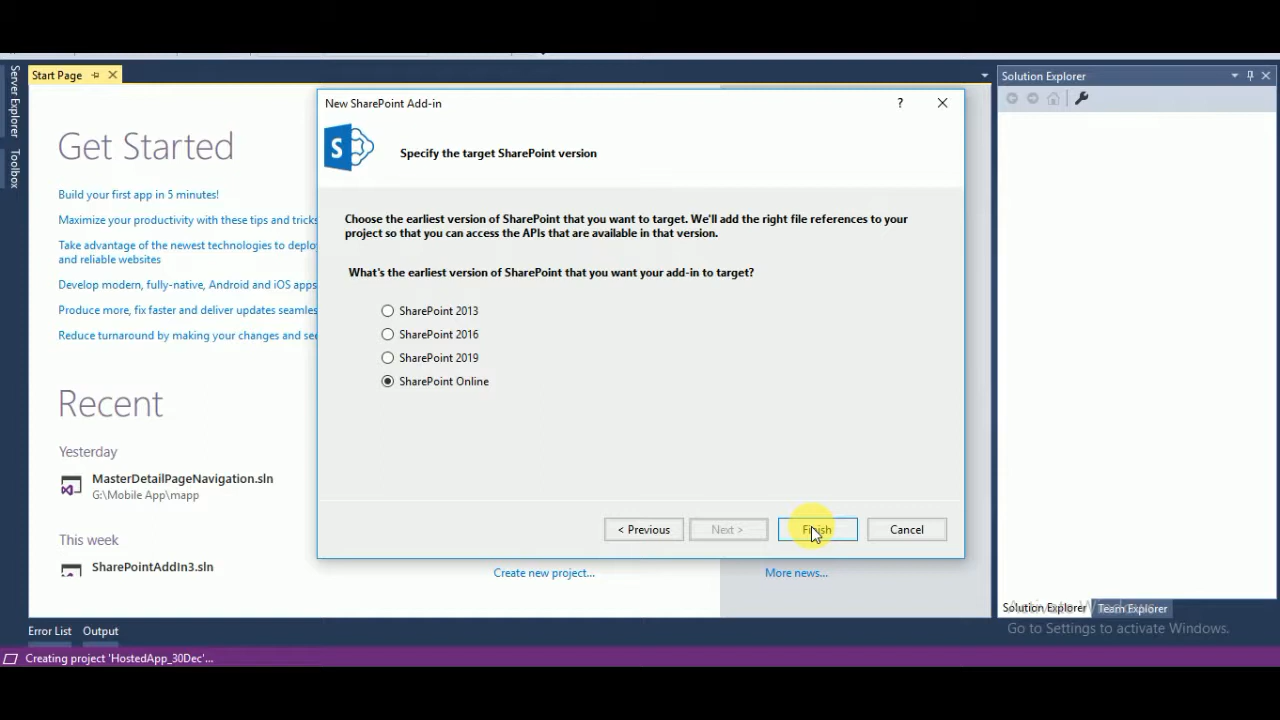 Start Page
Solution Explorer
Server Explorer
Toolbox
Get Started
Build your first app in 5 minutes!
Maximize your productivity with these tips and tricks
Take advantage of the newest technologies to deplo
and reliable websites
Develop modern, fully-native, Android and iOS apps
Produce more, fix faster and deliver updates seamles
Reduce turnaround by making your changes and see
Recent
Yesterday
MasterDetailPageNavigation.sln
G:\Mobile App\mapp
This week
SharePointAddIn3.sln
New SharePoint Add-in
?
S
Specify the target SharePoint version
Choose the earliest version of SharePoint that you want to target. We'll add the right file references to your
project so that you can access the APIs that are available in that version.
What's the earliest version of SharePoint that you want your add-in to target?
SharePoint 2013
SharePoint 2016
SharePoint 2019
SharePoint Online
< Previous
Next >
Finish
Cancel
Create new project...
More news...
Solution Explorer
Team Explorer
Activate Windows
Go to Settings to activate Windows.
Error List
Output
Creating project 'HostedApp_30Dec'...